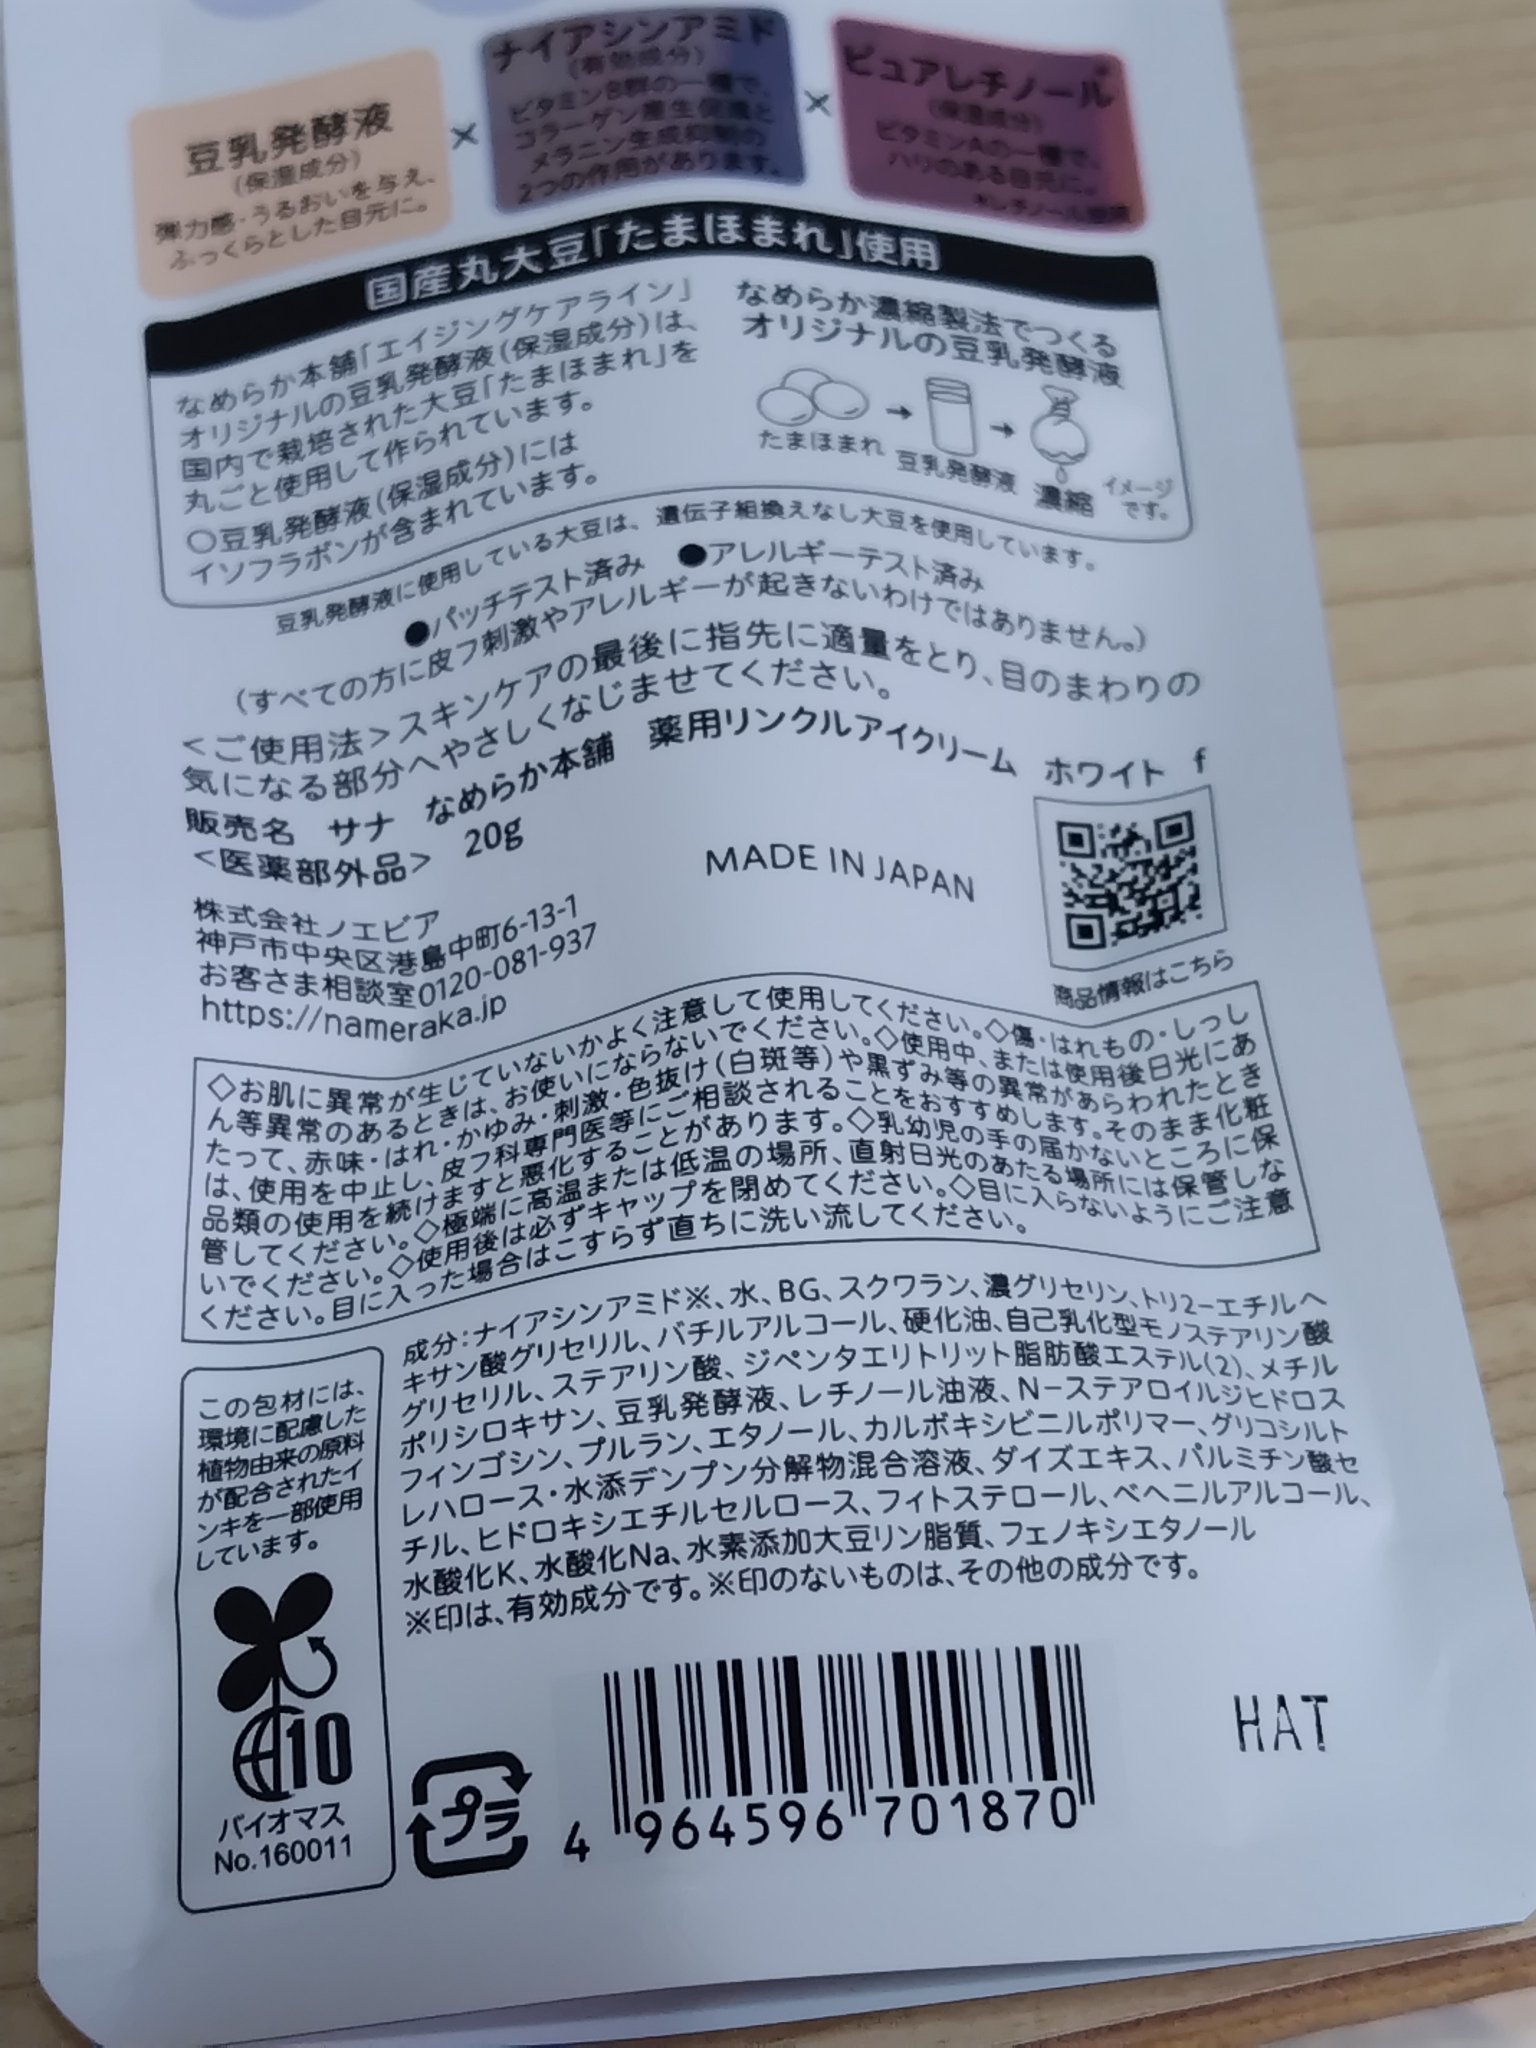 豆乳発酵液
(保湿成分)
弾力感・うるおいを与え、
ふっくらとした目元に。
×
ナイアシンアミド
(有効成分)
ビタミンB群の一種で、
コラーゲン産生促進と
メラニン生成抑制の
2つの作用があります。
×
ピュアレチノール*
(保湿成分)
ビタミンAの一種で、
ハリのある目元に。
*レチノール
国産丸大豆「たまほまれ」使用
なめらか本舗「エイジングケアライン」
オリジナルの豆乳発酵液(保湿成分)は、
国内で栽培された大豆「たまほまれ」を
丸ごと使用して作られています。
○豆乳発酵液(保湿成分)には
イソフラボンが含まれています。
なめらか濃縮製法でつくる
オリジナルの豆乳発酵液
たまほまれ
豆乳発酵液
濃縮
イメージ
です。
豆乳発酵液に使用している大豆は、遺伝子組換えなし大豆を使用しています。
●パッチテスト済み ●アレルギーテスト済み
(すべての方に皮フ刺激やアレルギーが起きないわけではありません。)
<ご使用法>スキンケアの最後に指先に適量をとり、目のまわりの
気になる部分へやさしくなじませてください。
販売名 サナ なめらか本舗 薬用リンクルアイクリーム ホワイト f
<医薬部外品> 20g
MADE IN JAPAN
株式会社ノエビア
神戸市中央区港島中町6-13-1
お客さま相談室0120-081-937
https://nameraka.jp
商品情報はこちら
◇お肌に異常が生じていないかよく注意して使用してください。◇傷・はれもの・しっし
ん等異常のあるときは、お使いにならないでください。◇使用中、または使用後日光にあ
たって、赤味・はれ・かゆみ・刺激・色抜け(白斑等)や黒ずみ等の異常があらわれたとき
は、使用を中止し、皮フ科専門医等にご相談されることをおすすめします。そのまま化粧
品類の使用を続けますと悪化することがあります。◇乳幼児の手の届かないところに保
管してください。◇極端に高温または低温の場所、直射日光のあたる場所には保管しな
いでください。◇使用後は必ずキャップを閉めてください。◇目に入らないようにご注意
ください。目に入った場合はこすらず直ちに洗い流してください。
成分:ナイアシンアミド※、水、BG、スクワラン、濃グリセリン、トリ2-エチルヘ
キサン酸グリセリル、バチルアルコール、硬化油、自己乳化型モノステアリン酸
グリセリル、ステアリン酸、ジペンタエリトリット脂肪酸エステル(2)、メチル
ポリシロキサン、豆乳発酵液、レチノール油液、N-ステアロイルジヒドロス
フィンゴシン、プルラン、エタノール、カルボキシビニルポリマー、グリコシルト
レハロース・水添デンプン分解物混合溶液、ダイズエキス、パルミチン酸セ
チル、ヒドロキシエチルセルロース、フィトステロール、ベヘニルアルコール、
水酸化K、水酸化Na、水素添加大豆リン脂質、フェノキシエタノール
※印は、有効成分です。※印のないものは、その他の成分です。
この包材には、
環境に配慮した
植物由来の原料
が配合されたイ
ンキを一部使用
しています。
10
バイオマス
No.160011
プラ
4 964596 701870
HAT